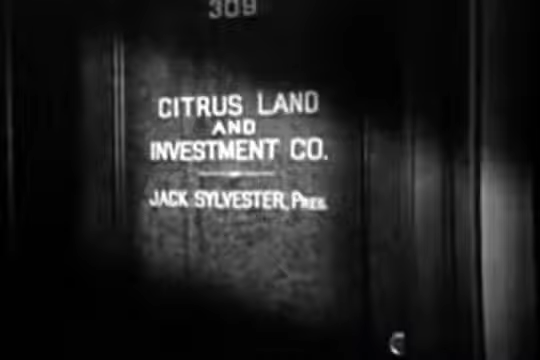 309
CITRUS LAND
AND
INVESTMENT CO.
JACK SYLVESTER, PRES.